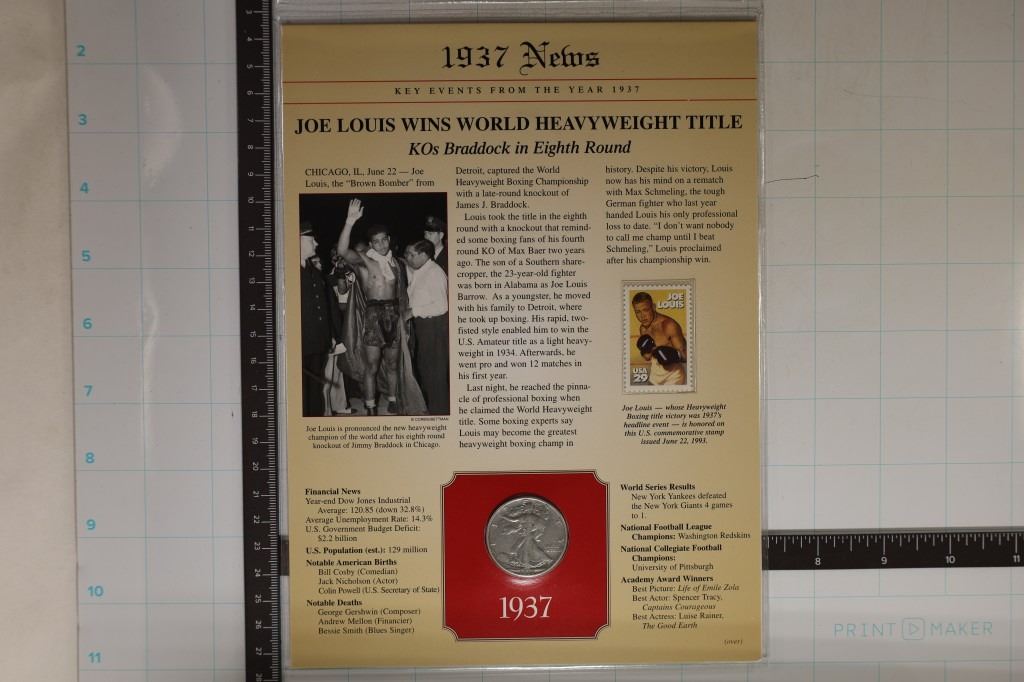 1937 News
KEY EVENTS FROM THE YEAR 1937
JOE LOUIS WINS WORLD HEAVYWEIGHT TITLE
KOs Braddock in Eighth Round
CHICAGO, IL, June 22 — Joe
Louis, the "Brown Bomber" from
© CORBIS/BETTMAN
Joe Louis is pronounced the new heavyweight
champion of the world after his eighth round
knockout of Jimmy Braddock in Chicago.
Detroit, captured the World
Heavyweight Boxing Championship
with a late-round knockout of
James J. Braddock.
Louis took the title in the eighth
round with a knockout that remind-
ed some boxing fans of his fourth
round KO of Max Baer two years
ago. The son of a Southern share-
cropper, the 23-year-old fighter
was born in Alabama as Joe Louis
Barrow. As a youngster, he moved
with his family to Detroit, where
he took up boxing. His rapid, two-
fisted style enabled him to win the
U.S. Amateur title as a light heavy-
weight in 1934. Afterwards, he
went pro and won 12 matches in
his first year.
Last night, he reached the pinna-
cle of professional boxing when
he claimed the World Heavyweight
title. Some boxing experts say
Louis may become the greatest
heavyweight boxing champ in
history. Despite his victory, Louis
now has his mind on a rematch
with Max Schmeling, the tough
German fighter who last year
handed Louis his only professional
loss to date. "I don't want nobody
to call me champ until I beat
Schmeling," Louis proclaimed
after his championship win.
JOE
LOUIS
USA
29
Joe Louis — whose Heavyweight
Boxing title victory was 1937's
headline event — is honored on
this U.S. commemorative stamp
issued June 22, 1993.
Financial News
Year-end Dow Jones Industrial
Average: 120.85 (down 32.8%)
Average Unemployment Rate: 14.3%
U.S. Government Budget Deficit:
$2.2 billion
U.S. Population (est.): 129 million
Notable American Births
Bill Cosby (Comedian)
Jack Nicholson (Actor)
Colin Powell (U.S. Secretary of State)
Notable Deaths
George Gershwin (Composer)
Andrew Mellon (Financier)
Bessie Smith (Blues Singer)
1937
World Series Results
New York Yankees defeated
the New York Giants 4 games
to 1.
National Football League
Champions: Washington Redskins
National Collegiate Football
Champions:
University of Pittsburgh
Academy Award Winners
Best Picture: Life of Emile Zola
Best Actor: Spencer Tracy,
Captains Courageous
Best Actress: Luise Rainer,
The Good Earth
(over)
2
3
4
5
6
7
8
9
10
11
8
9
10
11
PRINT MAKER